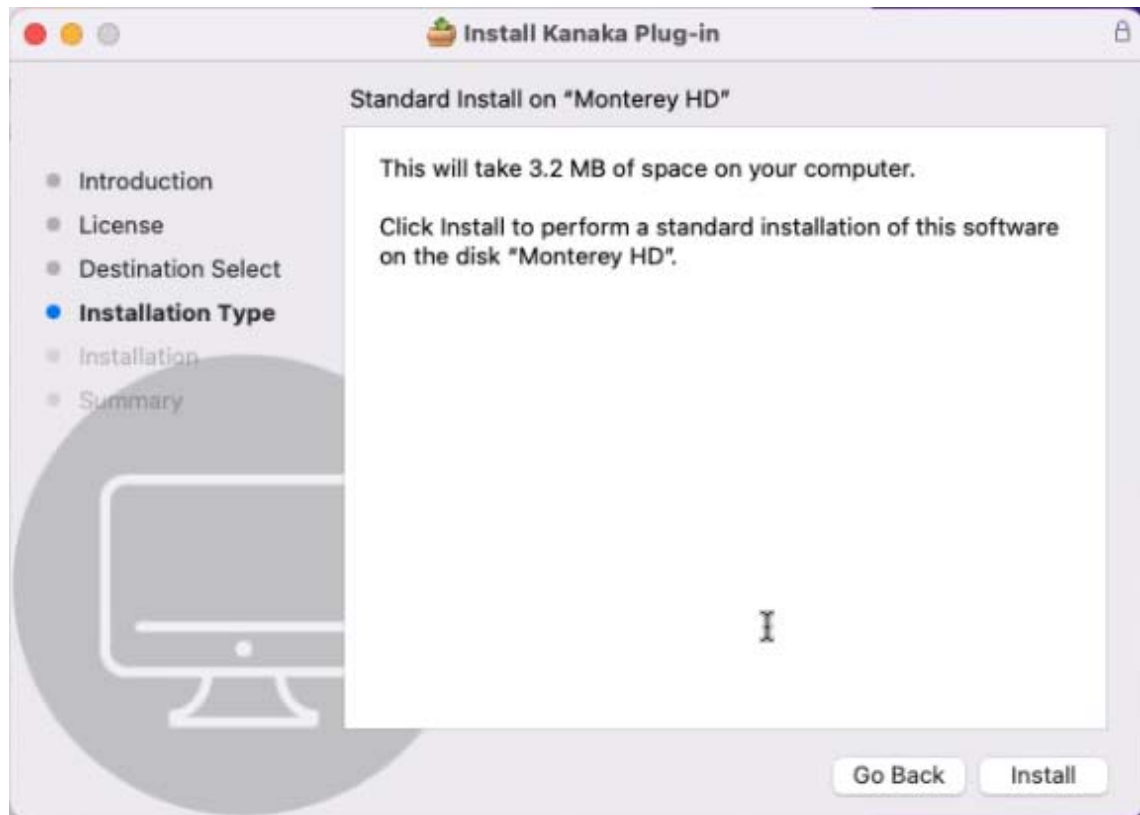 Install Kanaka Plug-in
Standard Install on “Monterey HD”
Introduction
License
Destination Select
Installation Type
Installation
Summary
This will take 3.2 MB of space on your computer.
Click Install to perform a standard installation of this software
on the disk “Monterey HD”.
Go Back
Install